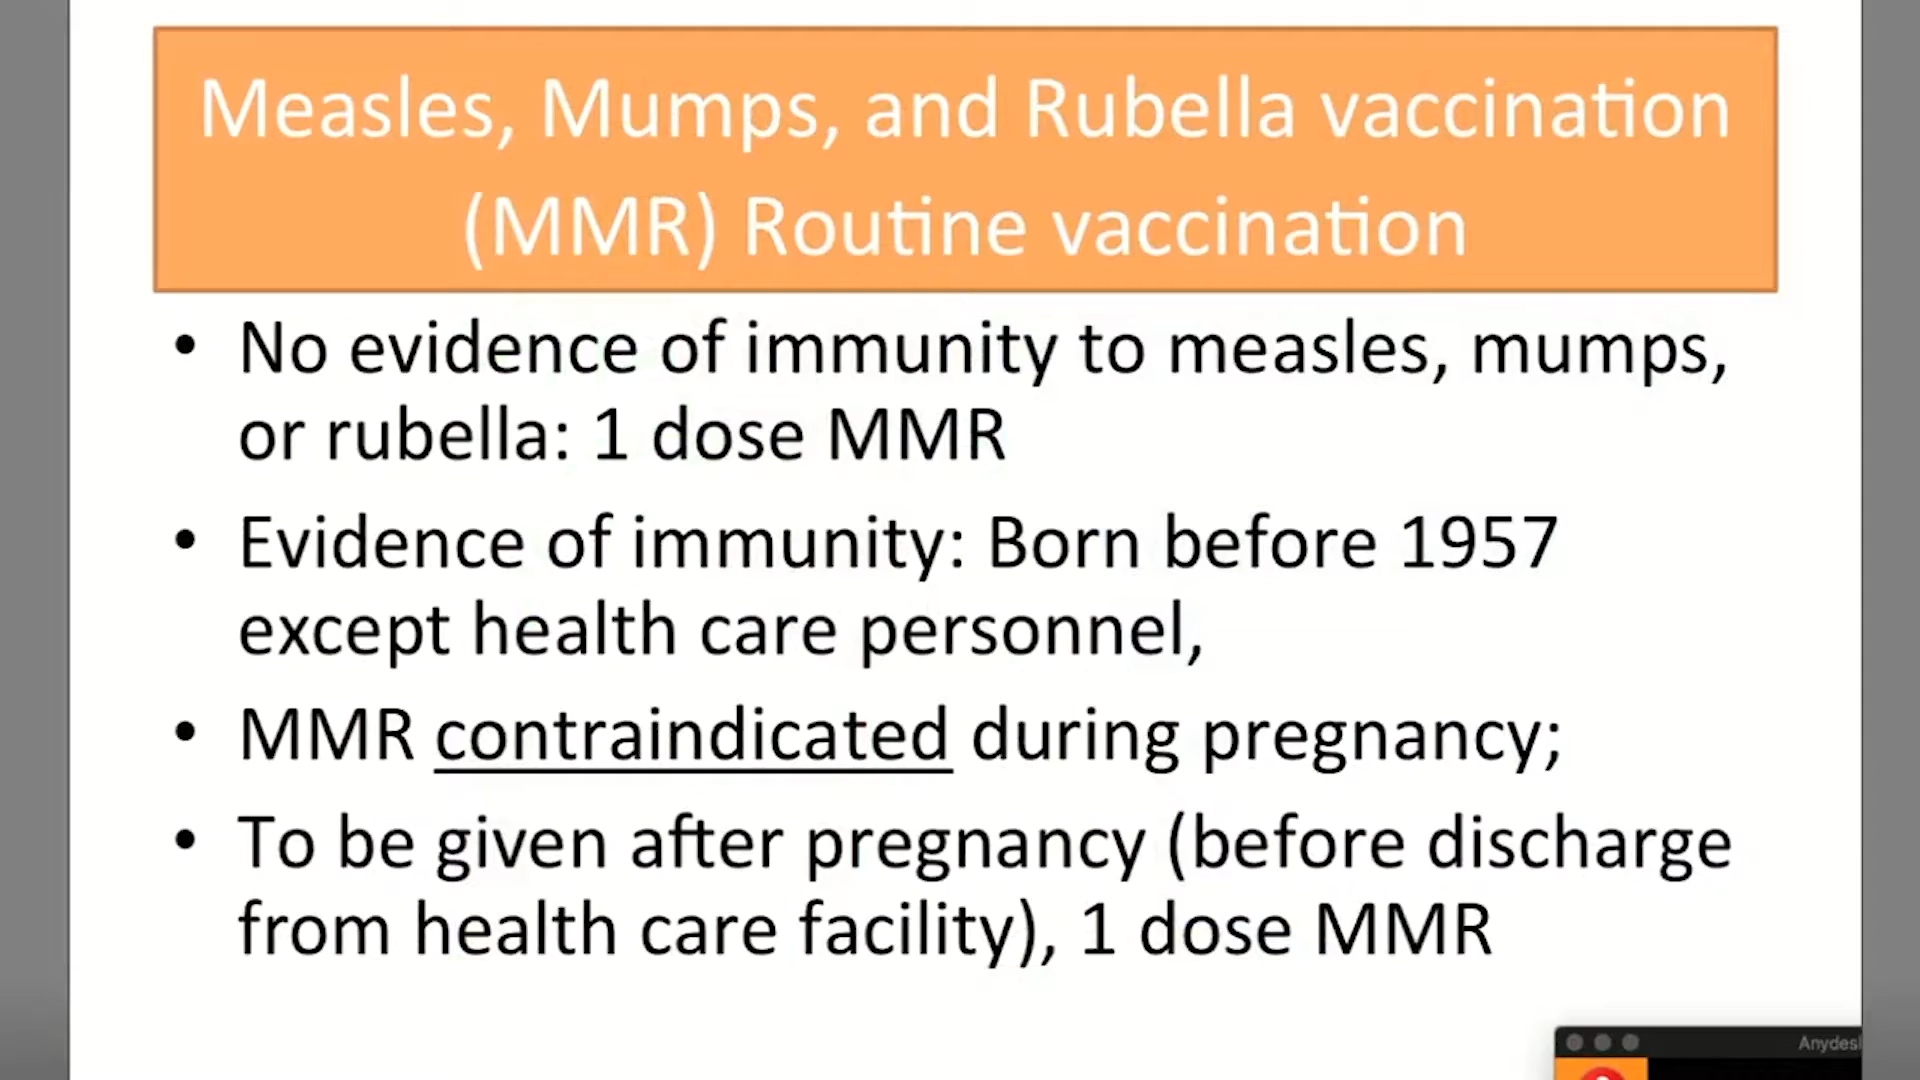 Measles, Mumps, and Rubella vaccination
(MMR) Routine vaccination
• No evidence of immunity to measles, mumps,
or rubella: 1 dose MMR
• Evidence of immunity: Born before 1957
except health care personnel,
• MMR contraindicated during pregnancy;
• To be given after pregnancy (before discharge
from health care facility), 1 dose MMR